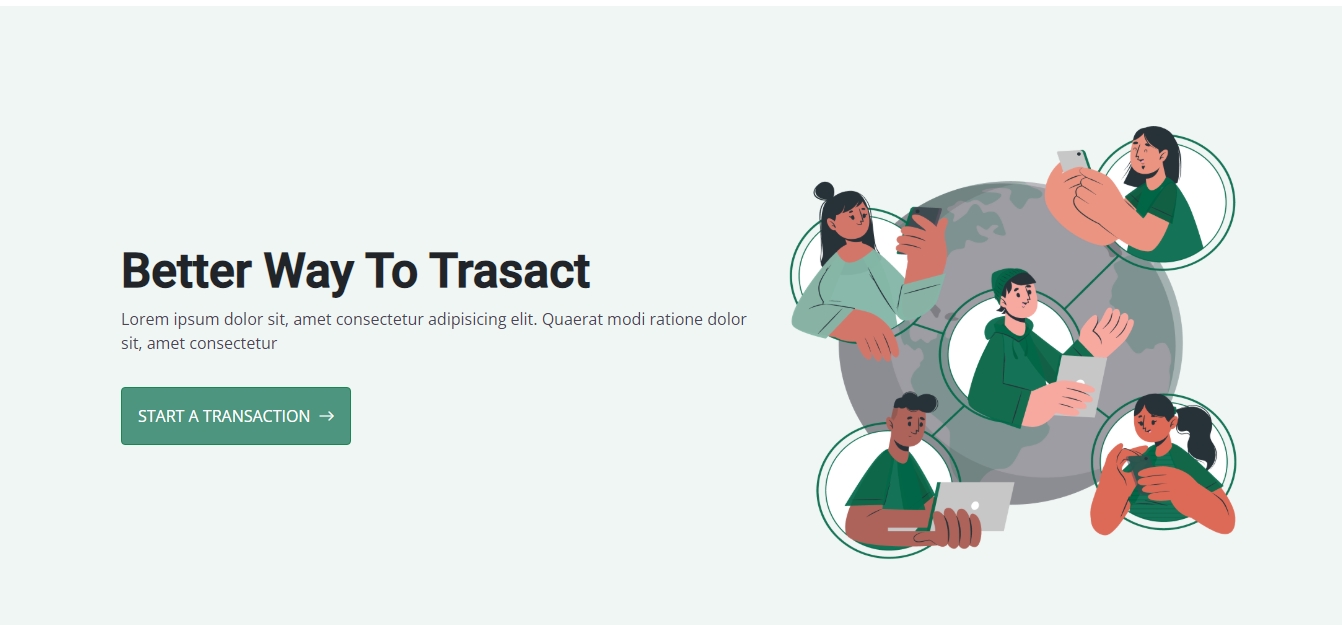 Better Way To Trasact
Lorem ipsum dolor sit, amet consectetur adipisicing elit. Quaerat modi ratione dolor
sit, amet consectetur
START A TRANSACTION →